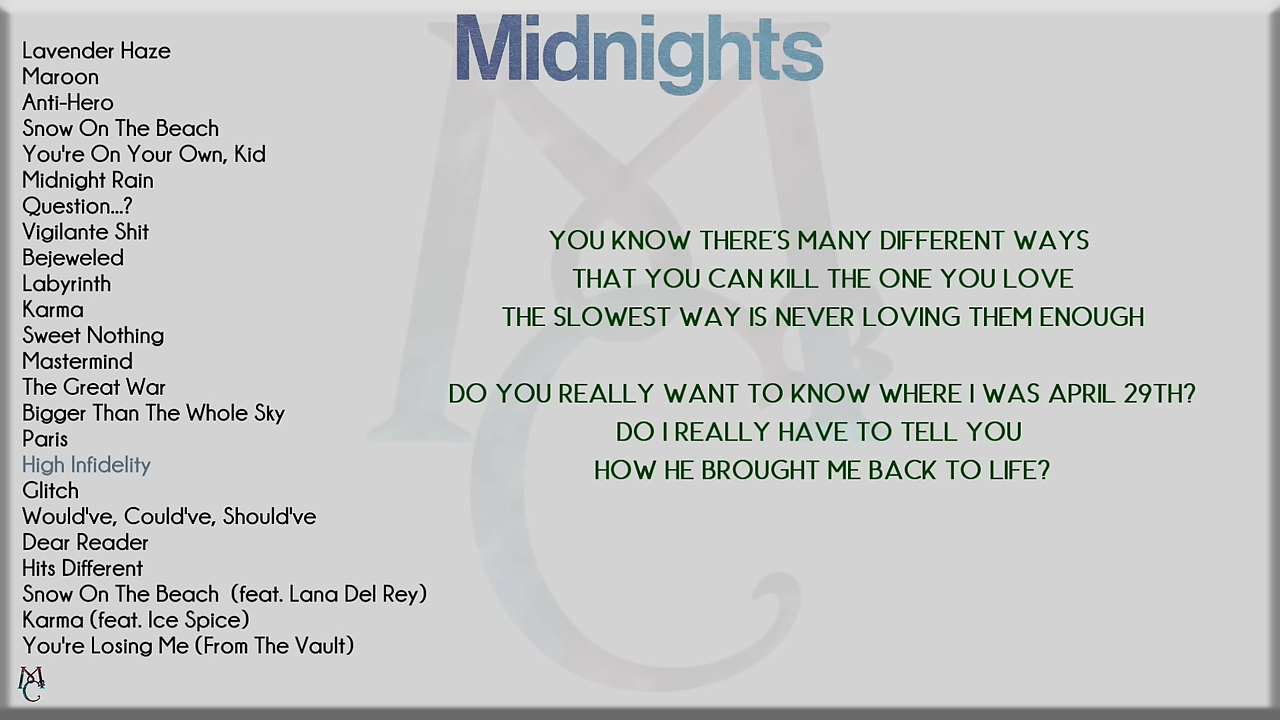 Midnights
Lavender Haze
Maroon
Anti-Hero
Snow On The Beach
You're On Your Own, Kid
Midnight Rain
Question...?
Vigilante Shit
Bejeweled
Labyrinth
Karma
Sweet Nothing
Mastermind
The Great War
Bigger Than The Whole Sky
Paris
High Infidelity
Glitch
Would've, Could've, Should've
Dear Reader
Hits Different
Snow On The Beach (feat. Lana Del Rey)
Karma (feat. Ice Spice)
You're Losing Me (From The Vault)
YOU KNOW THERE'S MANY DIFFERENT WAYS
THAT YOU CAN KILL THE ONE YOU LOVE
THE SLOWEST WAY IS NEVER LOVING THEM ENOUGH
DO YOU REALLY WANT TO KNOW WHERE I WAS APRIL 29TH?
DO I REALLY HAVE TO TELL YOU
HOW HE BROUGHT ME BACK TO LIFE?
MC